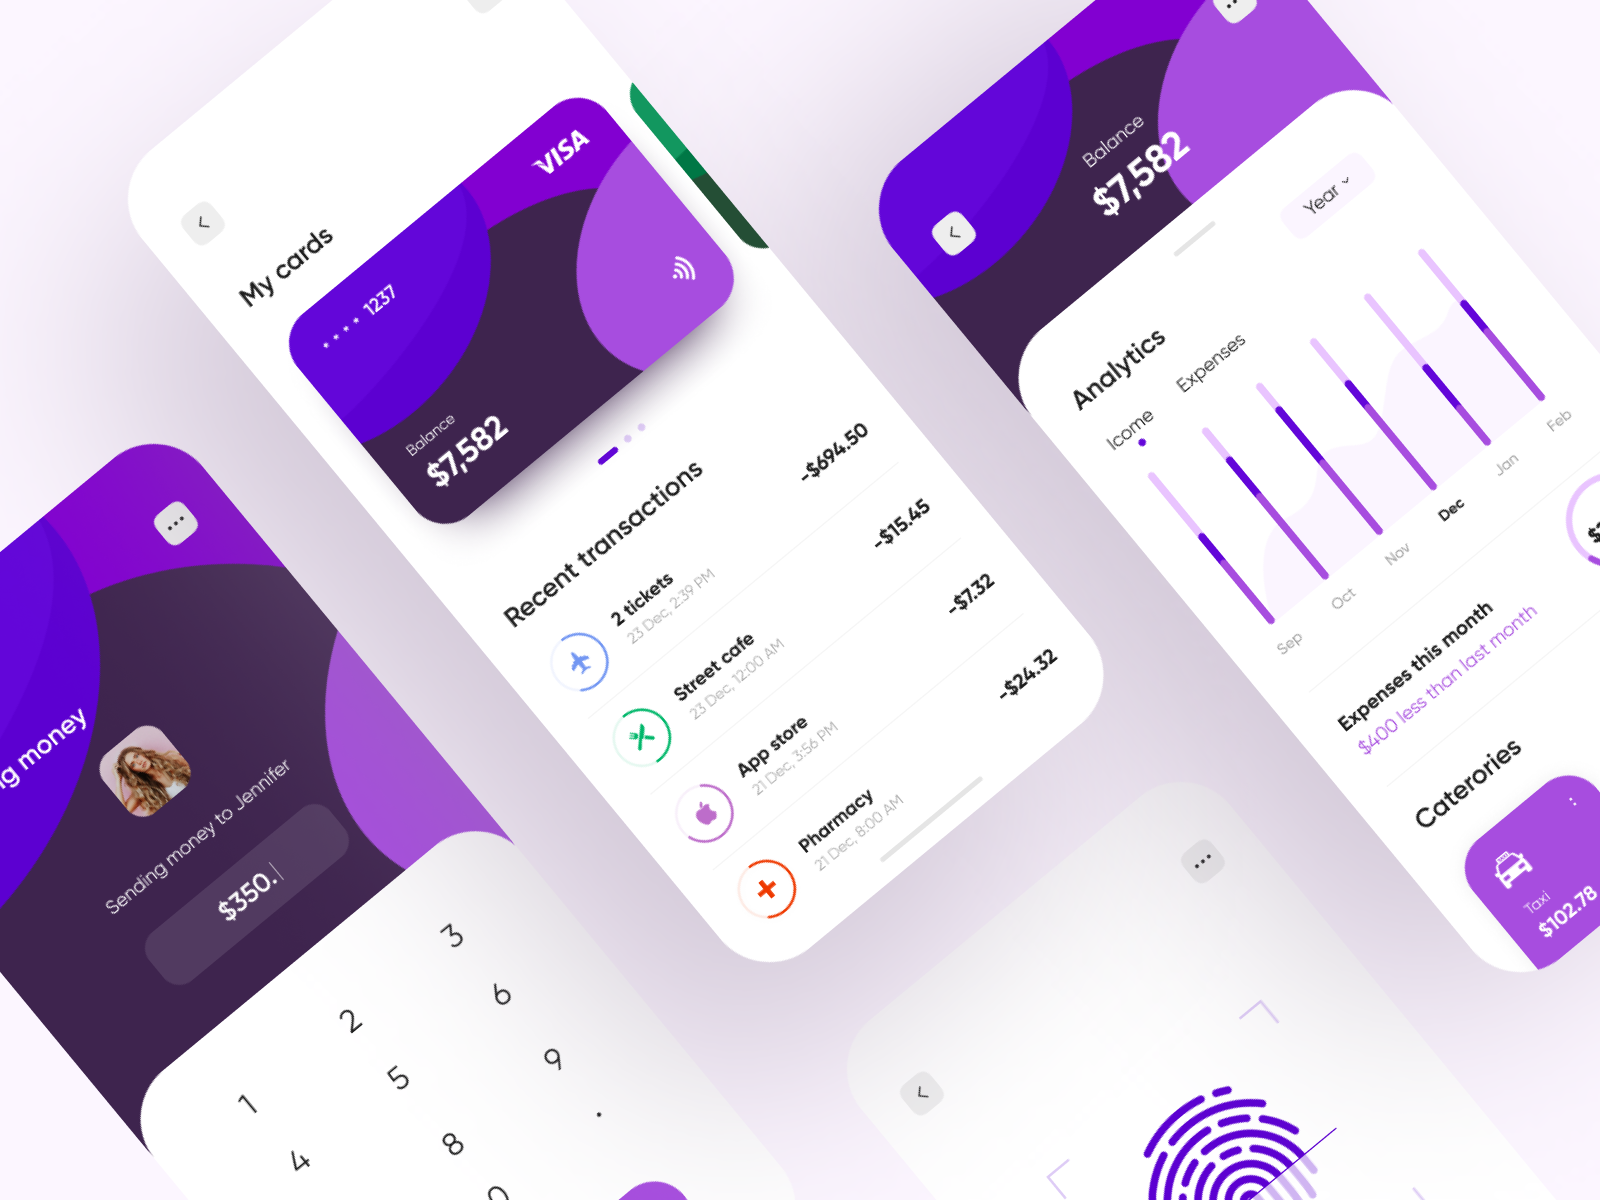 My cards
VISA
**** 1237
Balance
$7,582
Recent transactions
2 tickets
23 Dec, 2:39 PM
-$694.50
Street cafe
23 Dec, 12:00 AM
-$15.45
App store
21 Dec, 3:56 PM
-$7.32
Pharmacy
21 Dec, 8:00 AM
-$24.32
Balance
$7,582
Year
Analytics
Icome
Expenses
Sep
Oct
Nov
Dec
Jan
Feb
Expenses this month
$400 less than last month
Caterories
Taxi
$102.78
money
Sending money to Jennifer
$350.
1
2
3
4
5
6
8
9
.